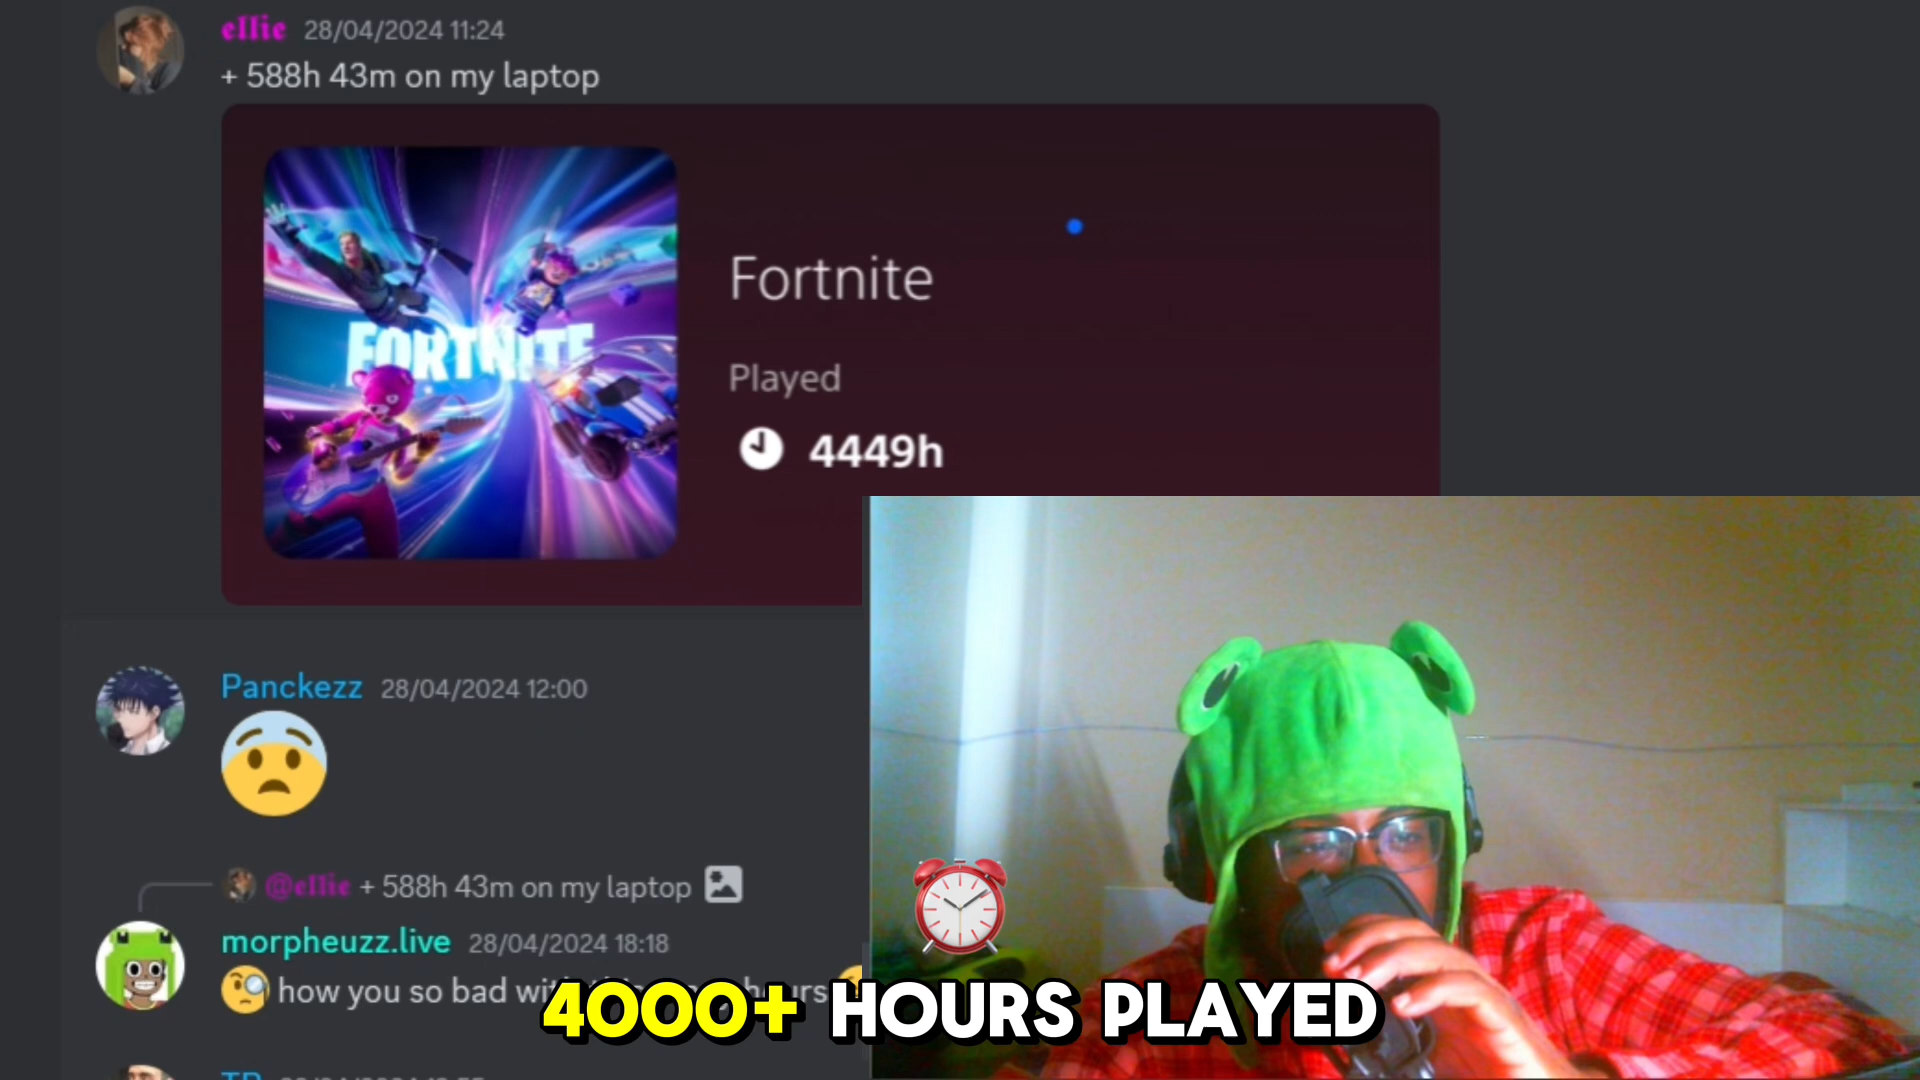 ellie 28/04/2024 11:24
+ 588h 43m on my laptop
FORTNITE
Fortnite
Played
4449h
Panckezz 28/04/2024 12:00
@ellie + 588h 43m on my laptop
morpheuzz.live 28/04/2024 18:18
how you so bad hours
4000+ HOURS PLAYED